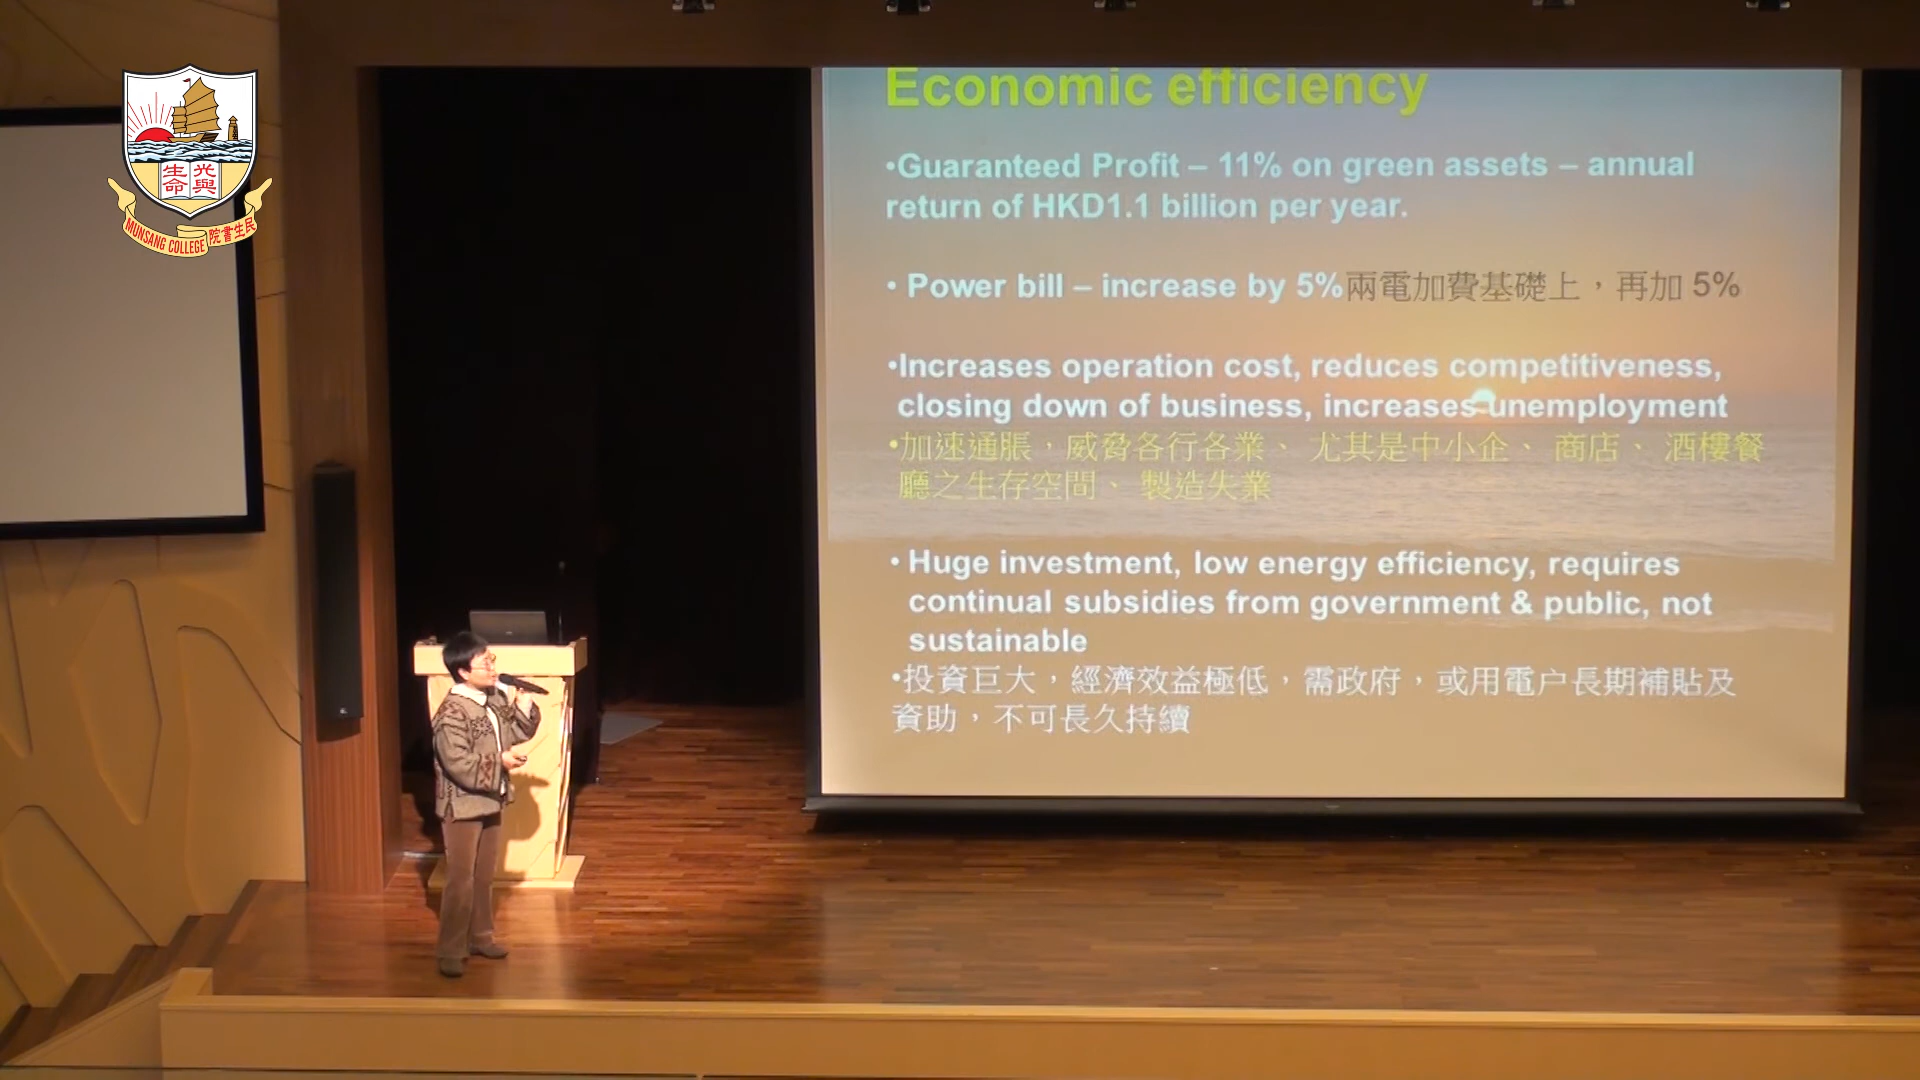 生 光
命 與
MUNSANG COLLEGE 院書生民
Economic efficiency
•Guaranteed Profit – 11% on green assets – annual
return of HKD1.1 billion per year.
• Power bill – increase by 5%兩電加費基礎上，再加 5%
•Increases operation cost, reduces competitiveness,
closing down of business, increases unemployment
•加速通脹，威脅各行各業、 尤其是中小企、 商店、 酒樓餐
廳之生存空間、 製造失業
• Huge investment, low energy efficiency, requires
continual subsidies from government & public, not
sustainable
•投資巨大，經濟效益極低，需政府，或用電户長期補貼及
資助，不可長久持續